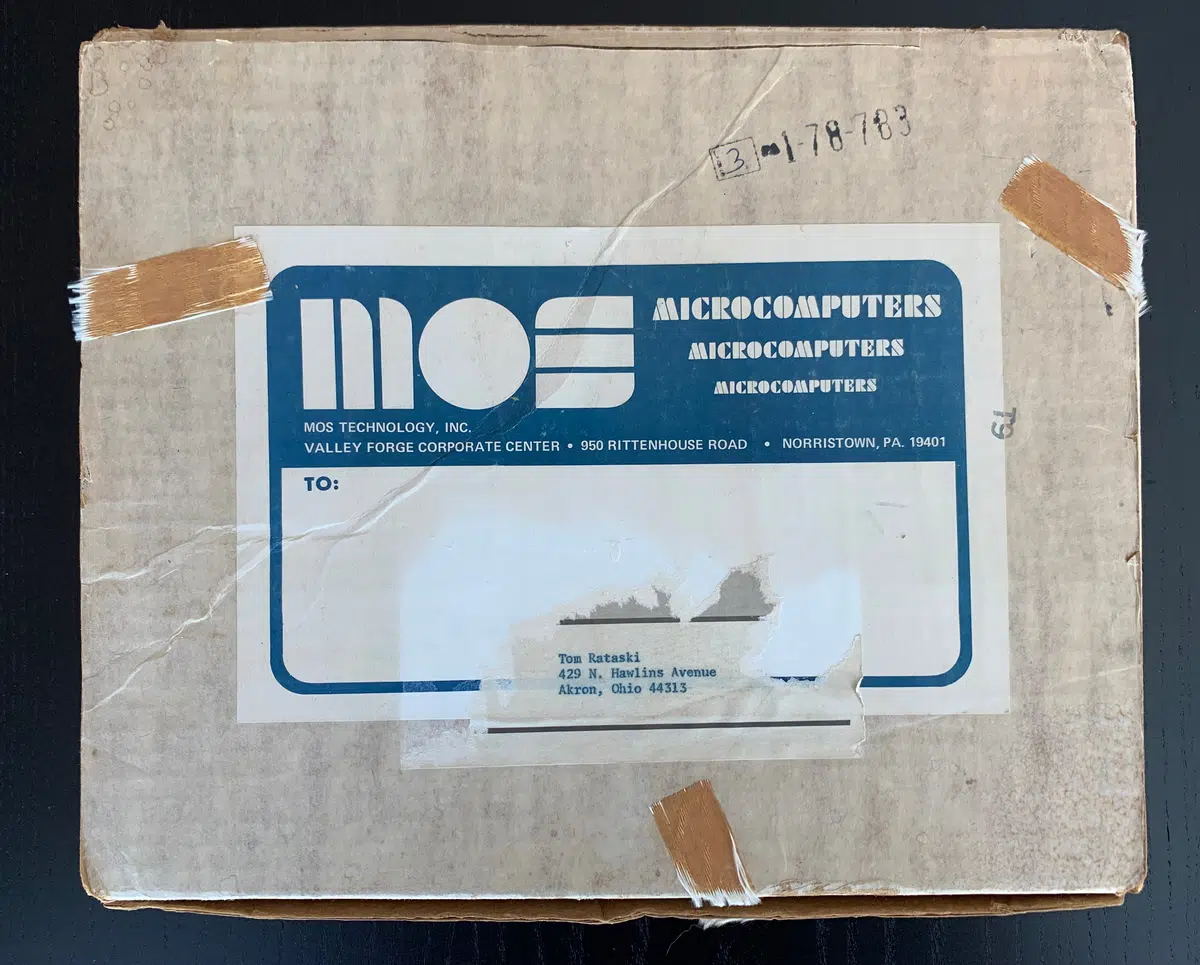 3 -1-78-783
MOS
MICROCOMPUTERS
MICROCOMPUTERS
MICROCOMPUTERS
MOS TECHNOLOGY, INC.
VALLEY FORGE CORPORATE CENTER • 950 RITTENHOUSE ROAD • NORRISTOWN, PA. 19401
TO:
Tom Rataski
429 N. Hawlins Avenue
Akron, Ohio 44313